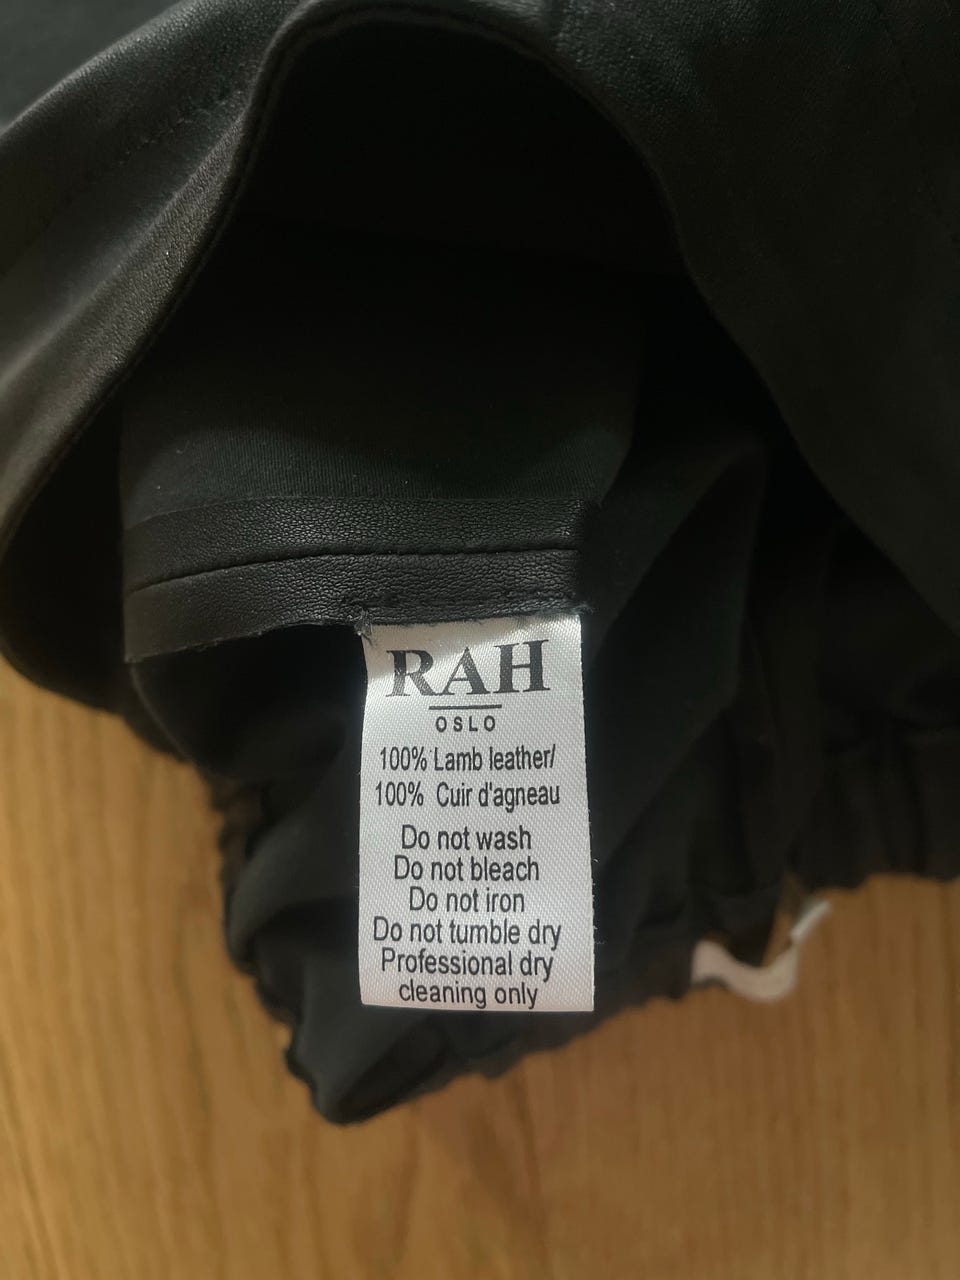 RAH
OSLO
100% Lamb leather/
100% Cuir d'agneau
Do not wash
Do not bleach
Do not iron
Do not tumble dry
Professional dry
cleaning only